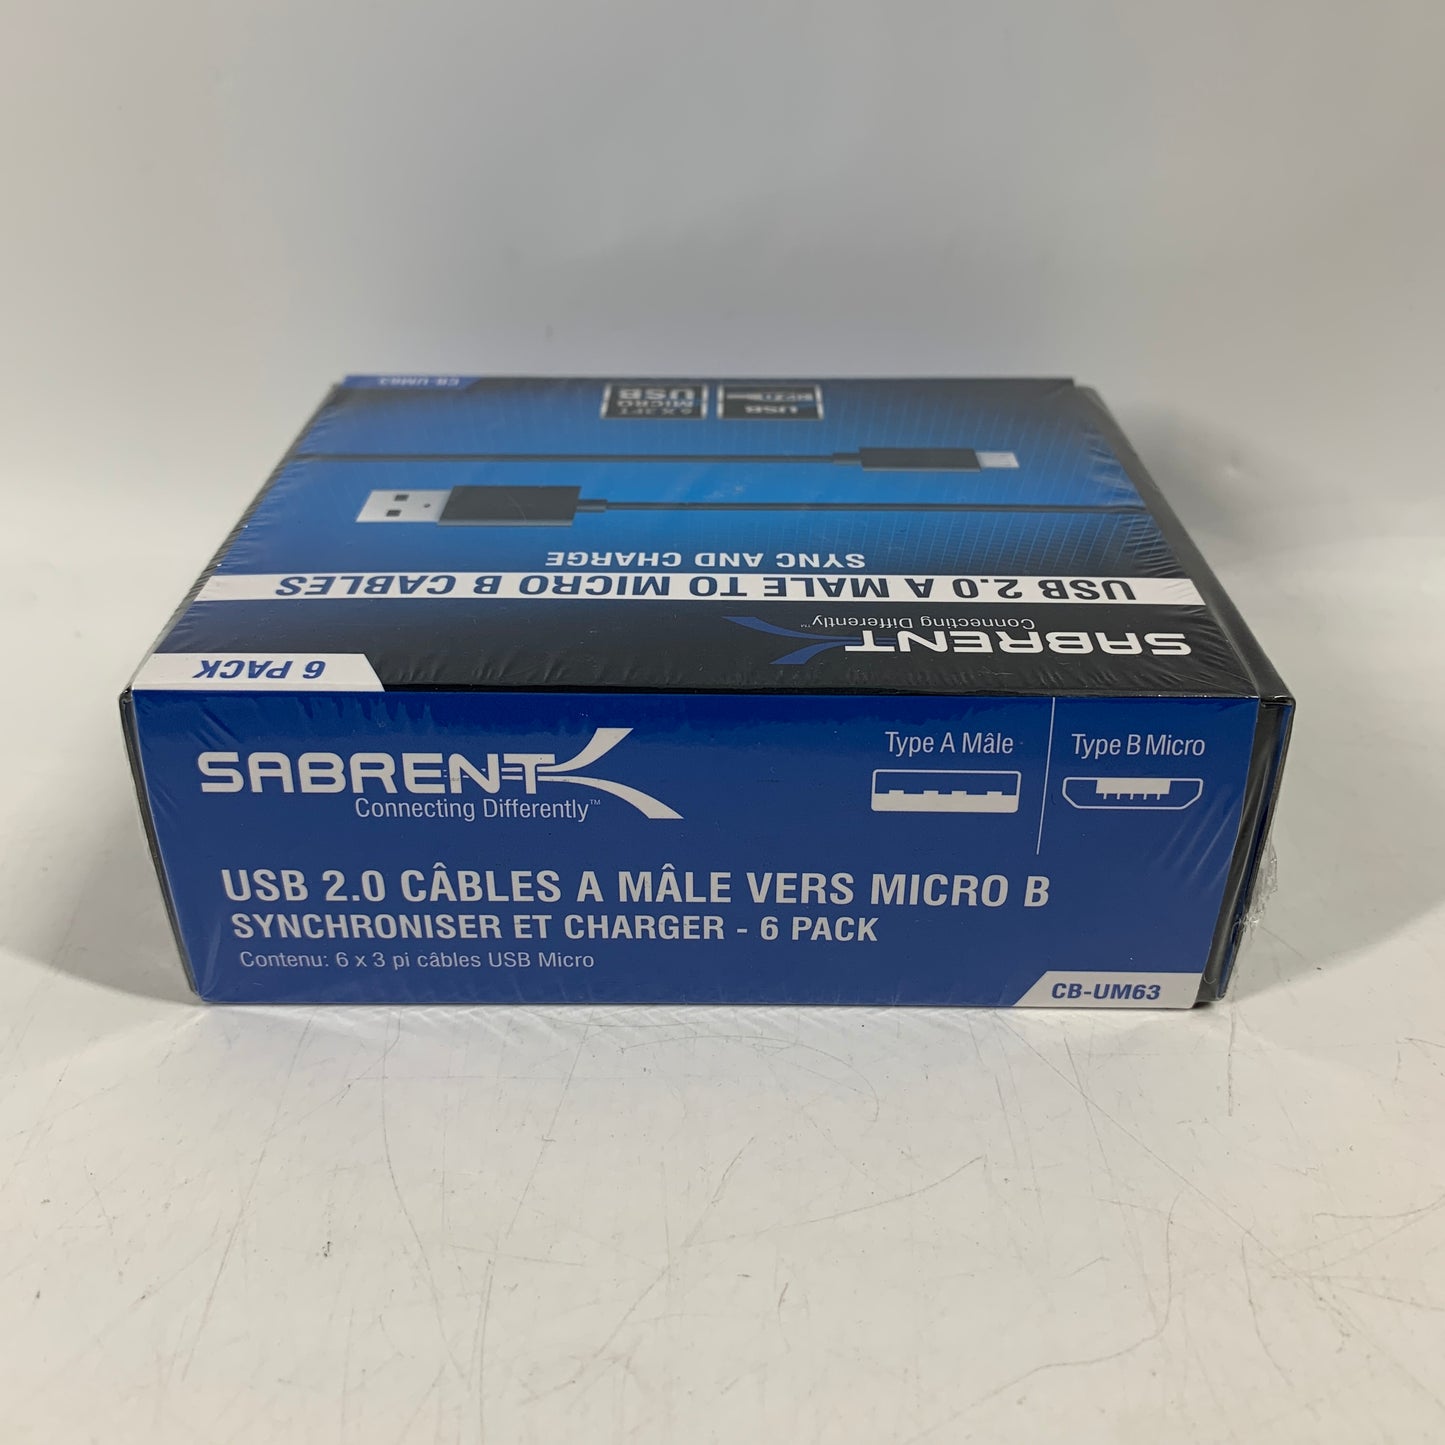 CB-UM63
6 X 3FT
MICRO
USB
USB
SYNC AND CHARGE
USB 2.0 A MALE TO MICRO B CABLES
SABRENT
Connecting Differently™
6 PACK
SABRENT
Connecting Differently™
Type A Mâle
Type B Micro
USB 2.0 CÂBLES A MÂLE VERS MICRO B
SYNCHRONISER ET CHARGER - 6 PACK
Contenu: 6 x 3 pi câbles USB Micro
CB-UM63